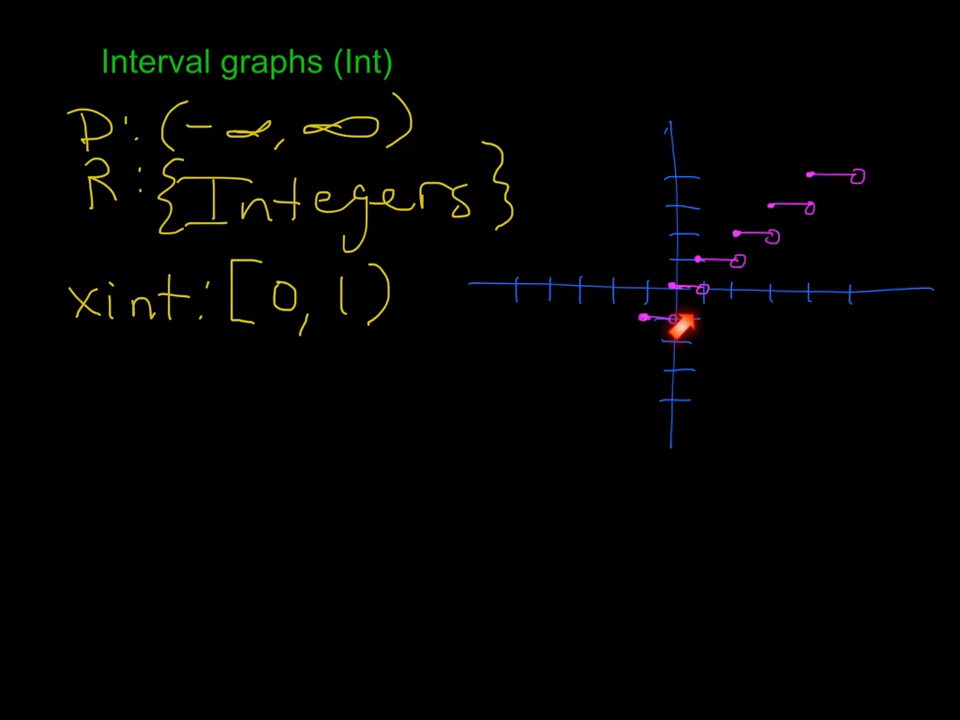 Interval graphs (Int)
D: (-∞, ∞)
R: {Integers}
xint: [0, 1)